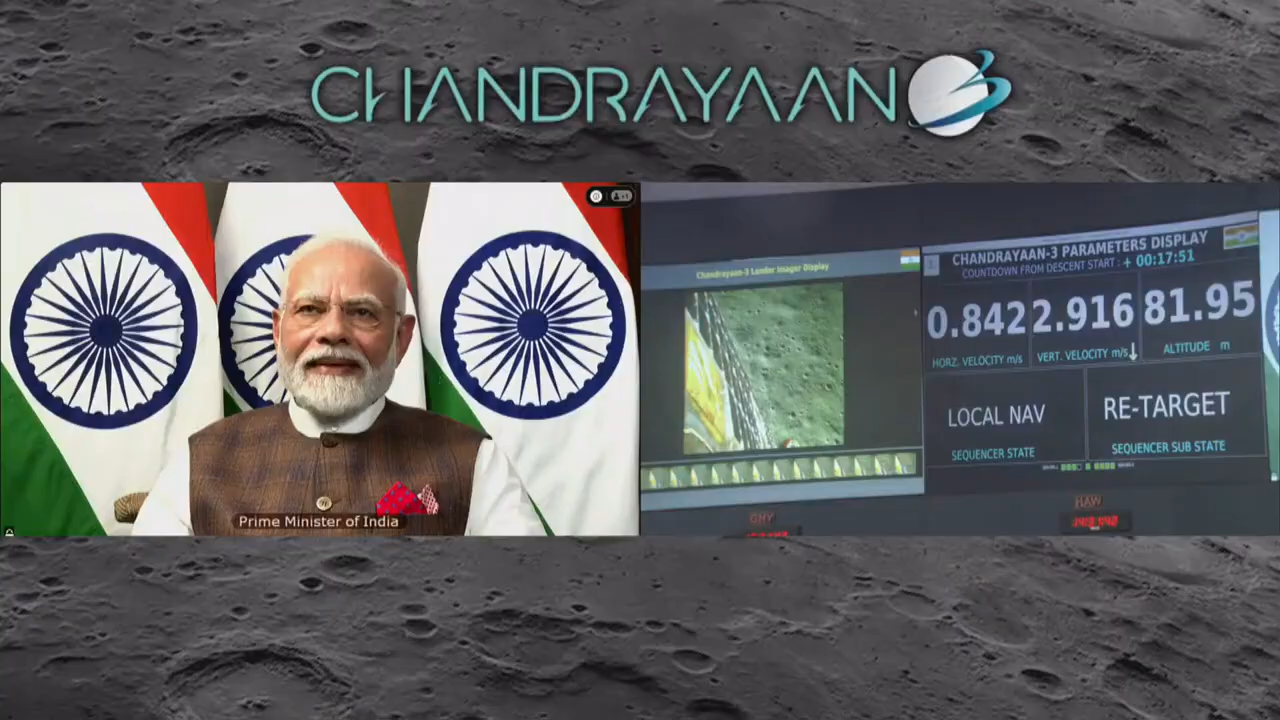 CHANDRAYAAN 3
Prime Minister of India
Chandrayaan-3 Lander Imager Display
CHANDRAYAAN-3 PARAMETERS DISPLAY
COUNTDOWN FROM DESCENT START : + 00:17:51
0.842 2.916 81.95
HORZ. VELOCITY m/s VERT. VELOCITY m/s↓ ALTITUDE m
LOCAL NAV RE-TARGET
SEQUENCER STATE SEQUENCER SUB STATE
HAW